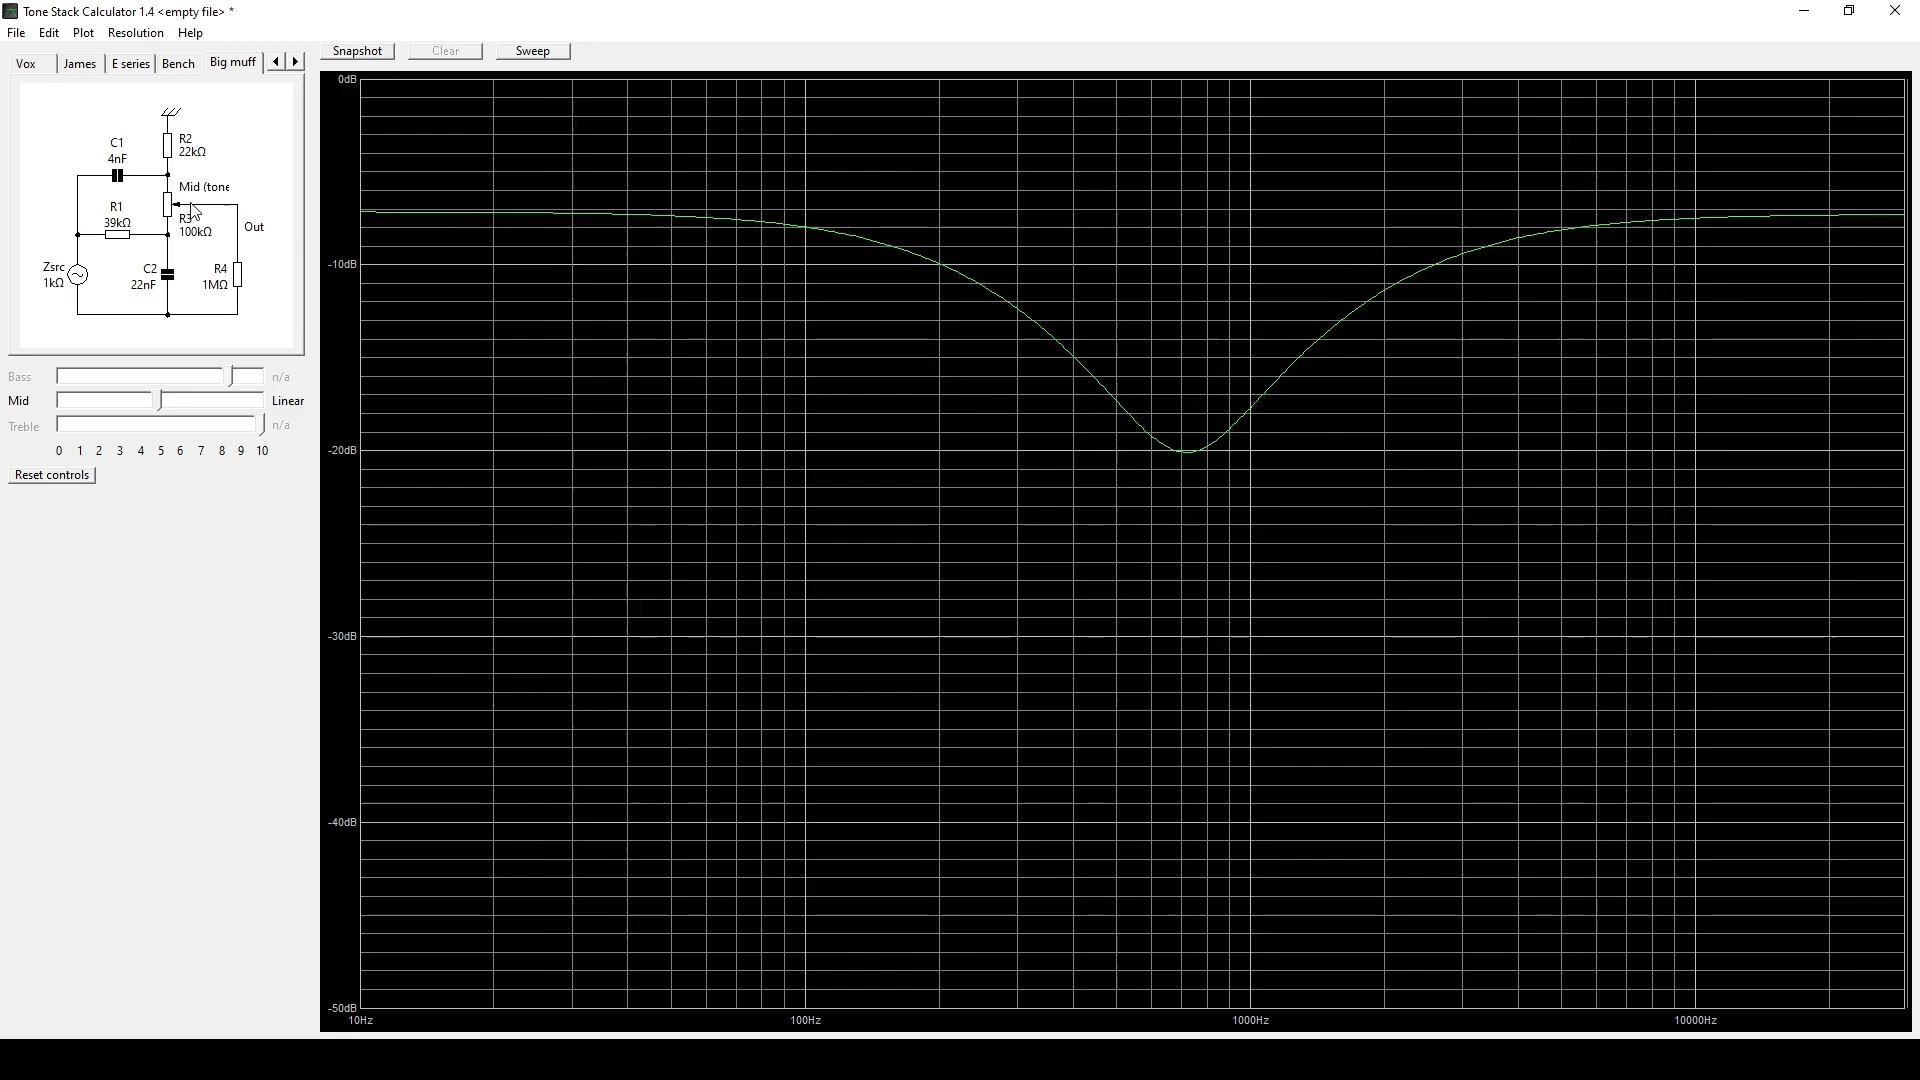 Tone Stack Calculator 1.4 <empty file> *
File Edit Plot Resolution Help
Snapshot Clear Sweep
Vox James E series Bench Big muff
R2
22kΩ
C1
4nF
Mid (tone
R1
39kΩ
R3
100kΩ
Out
Zsrc
1kΩ
C2
22nF
R4
1MΩ
Bass n/a
Mid Linear
Treble n/a
0 1 2 3 4 5 6 7 8 9 10
Reset controls
0dB
-10dB
-20dB
-30dB
-40dB
-50dB
10Hz 100Hz 1000Hz 10000Hz